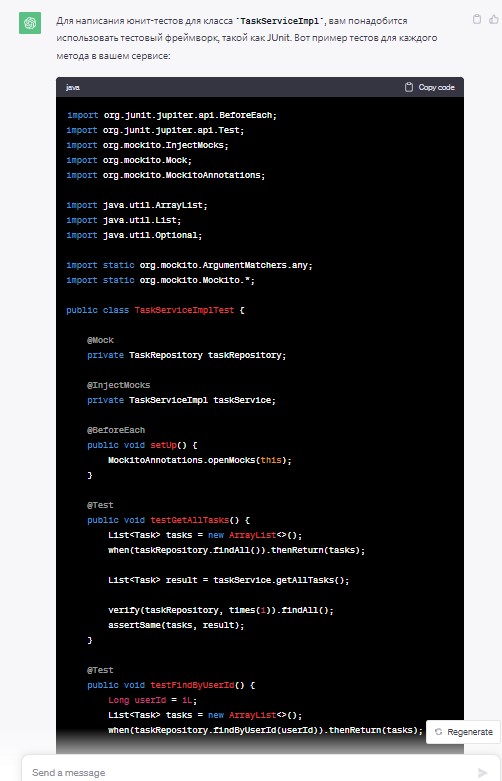 Для написания юнит-тестов для класса `TaskServiceImpl`, вам понадобится
использовать тестовый фреймворк, такой как JUnit. Вот пример тестов для каждого
метода в вашем сервисе:
java
Copy code
import org.junit.jupiter.api.BeforeEach;
import org.junit.jupiter.api.Test;
import org.mockito.InjectMocks;
import org.mockito.Mock;
import org.mockito.MockitoAnnotations;
import java.util.ArrayList;
import java.util.List;
import java.util.Optional;
import static org.mockito.ArgumentMatchers.any;
import static org.mockito.Mockito.*;
public class TaskServiceImplTest {
@Mock
private TaskRepository taskRepository;
@InjectMocks
private TaskServiceImpl taskService;
@BeforeEach
public void setUp() {
MockitoAnnotations.openMocks(this);
}
@Test
public void testGetAllTasks() {
List<Task> tasks = new ArrayList<>();
when(taskRepository.findAll()).thenReturn(tasks);
List<Task> result = taskService.getAllTasks();
verify(taskRepository, times(1)).findAll();
assertSame(tasks, result);
}
@Test
public void testFindByUserId() {
Long userId = 1L;
List<Task> tasks = new ArrayList<>();
when(taskRepository.findByUserId(userId)).thenReturn(tasks);
Regenerate
Send a message